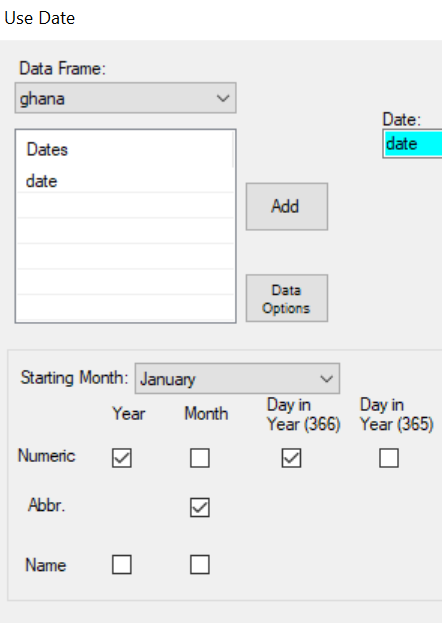 Use Date
Data Frame:
ghana
Date:
date
Dates
date
Add
Data
Options
Starting Month: January
Year Month Day in Year (366) Day in Year (365)
Numeric
Abbr.
Name